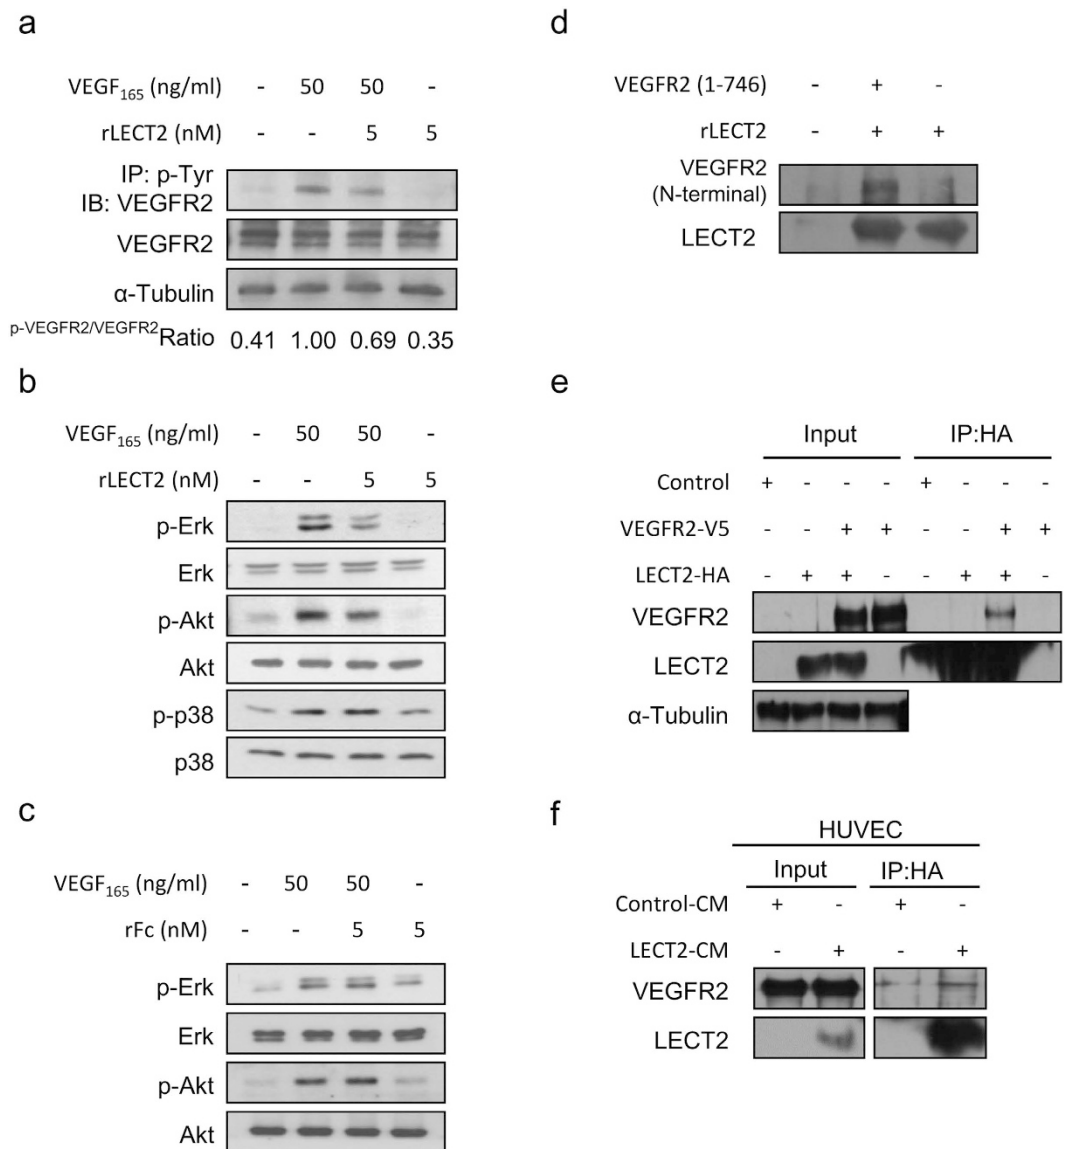 a
VEGF165 (ng/ml) - 50 50 -
rLECT2 (nM) - - 5 5
IP: p-Tyr
IB: VEGFR2
VEGFR2
α-Tubulin
p-VEGFR2/VEGFR2 Ratio 0.41 1.00 0.69 0.35
b
VEGF165 (ng/ml) - 50 50 -
rLECT2 (nM) - - 5 5
p-Erk
Erk
p-Akt
Akt
p-p38
p38
c
VEGF165 (ng/ml) - 50 50 -
rFc (nM) - - 5 5
p-Erk
Erk
p-Akt
Akt
d
VEGFR2 (1-746) - + -
rLECT2 - + +
VEGFR2
(N-terminal)
LECT2
e
Input IP:HA
Control + - - - + - - -
VEGFR2-V5 - - + + - - + +
LECT2-HA - + + - - + + -
VEGFR2
LECT2
α-Tubulin
f
HUVEC
Input IP:HA
Control-CM + - + -
LECT2-CM - + - +
VEGFR2
LECT2